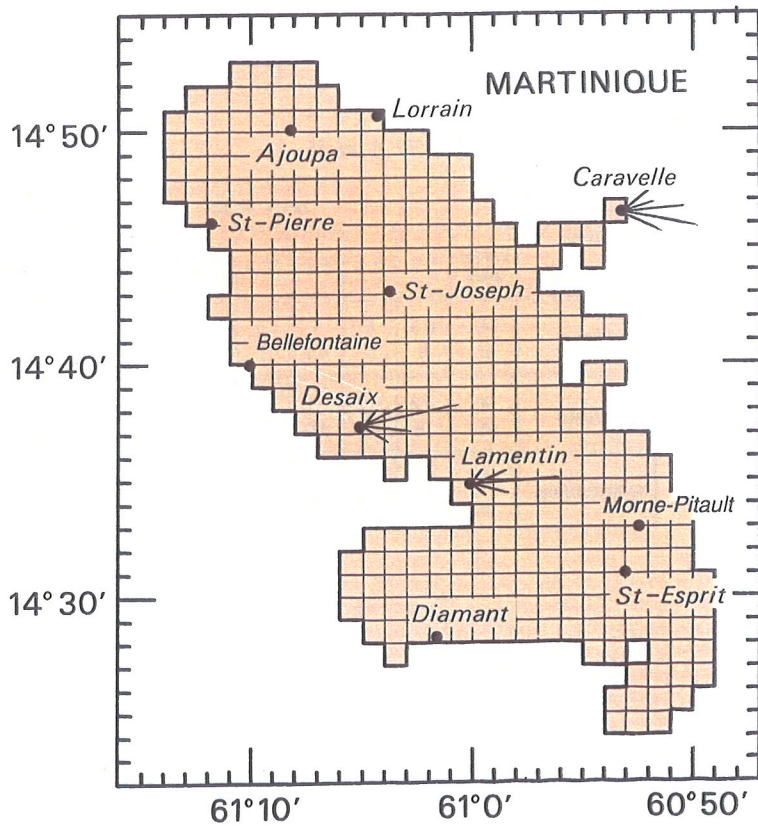 MARTINIQUE
Lorrain
14°50′
Ajoupa
Caravelle
St-Pierre
St-Joseph
Bellefontaine
14°40′
Desaix
Lamentin
Morne-Pitault
14°30′
St-Esprit
Diamant
61°10′
61°0′
60°50′